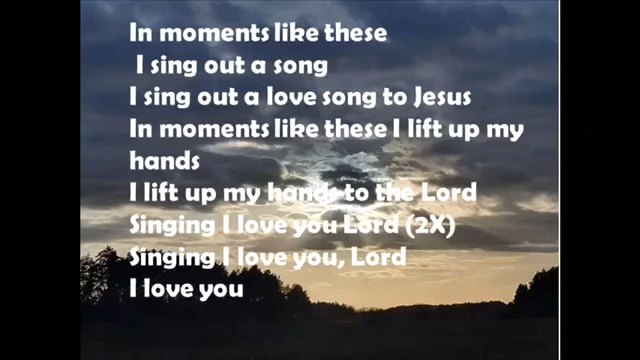 In moments like these
I sing out a song
I sing out a love song to Jesus
In moments like these I lift up my
hands
I lift up my hands to the Lord
Singing I love you Lord (2X)
Singing I love you, Lord
I love you